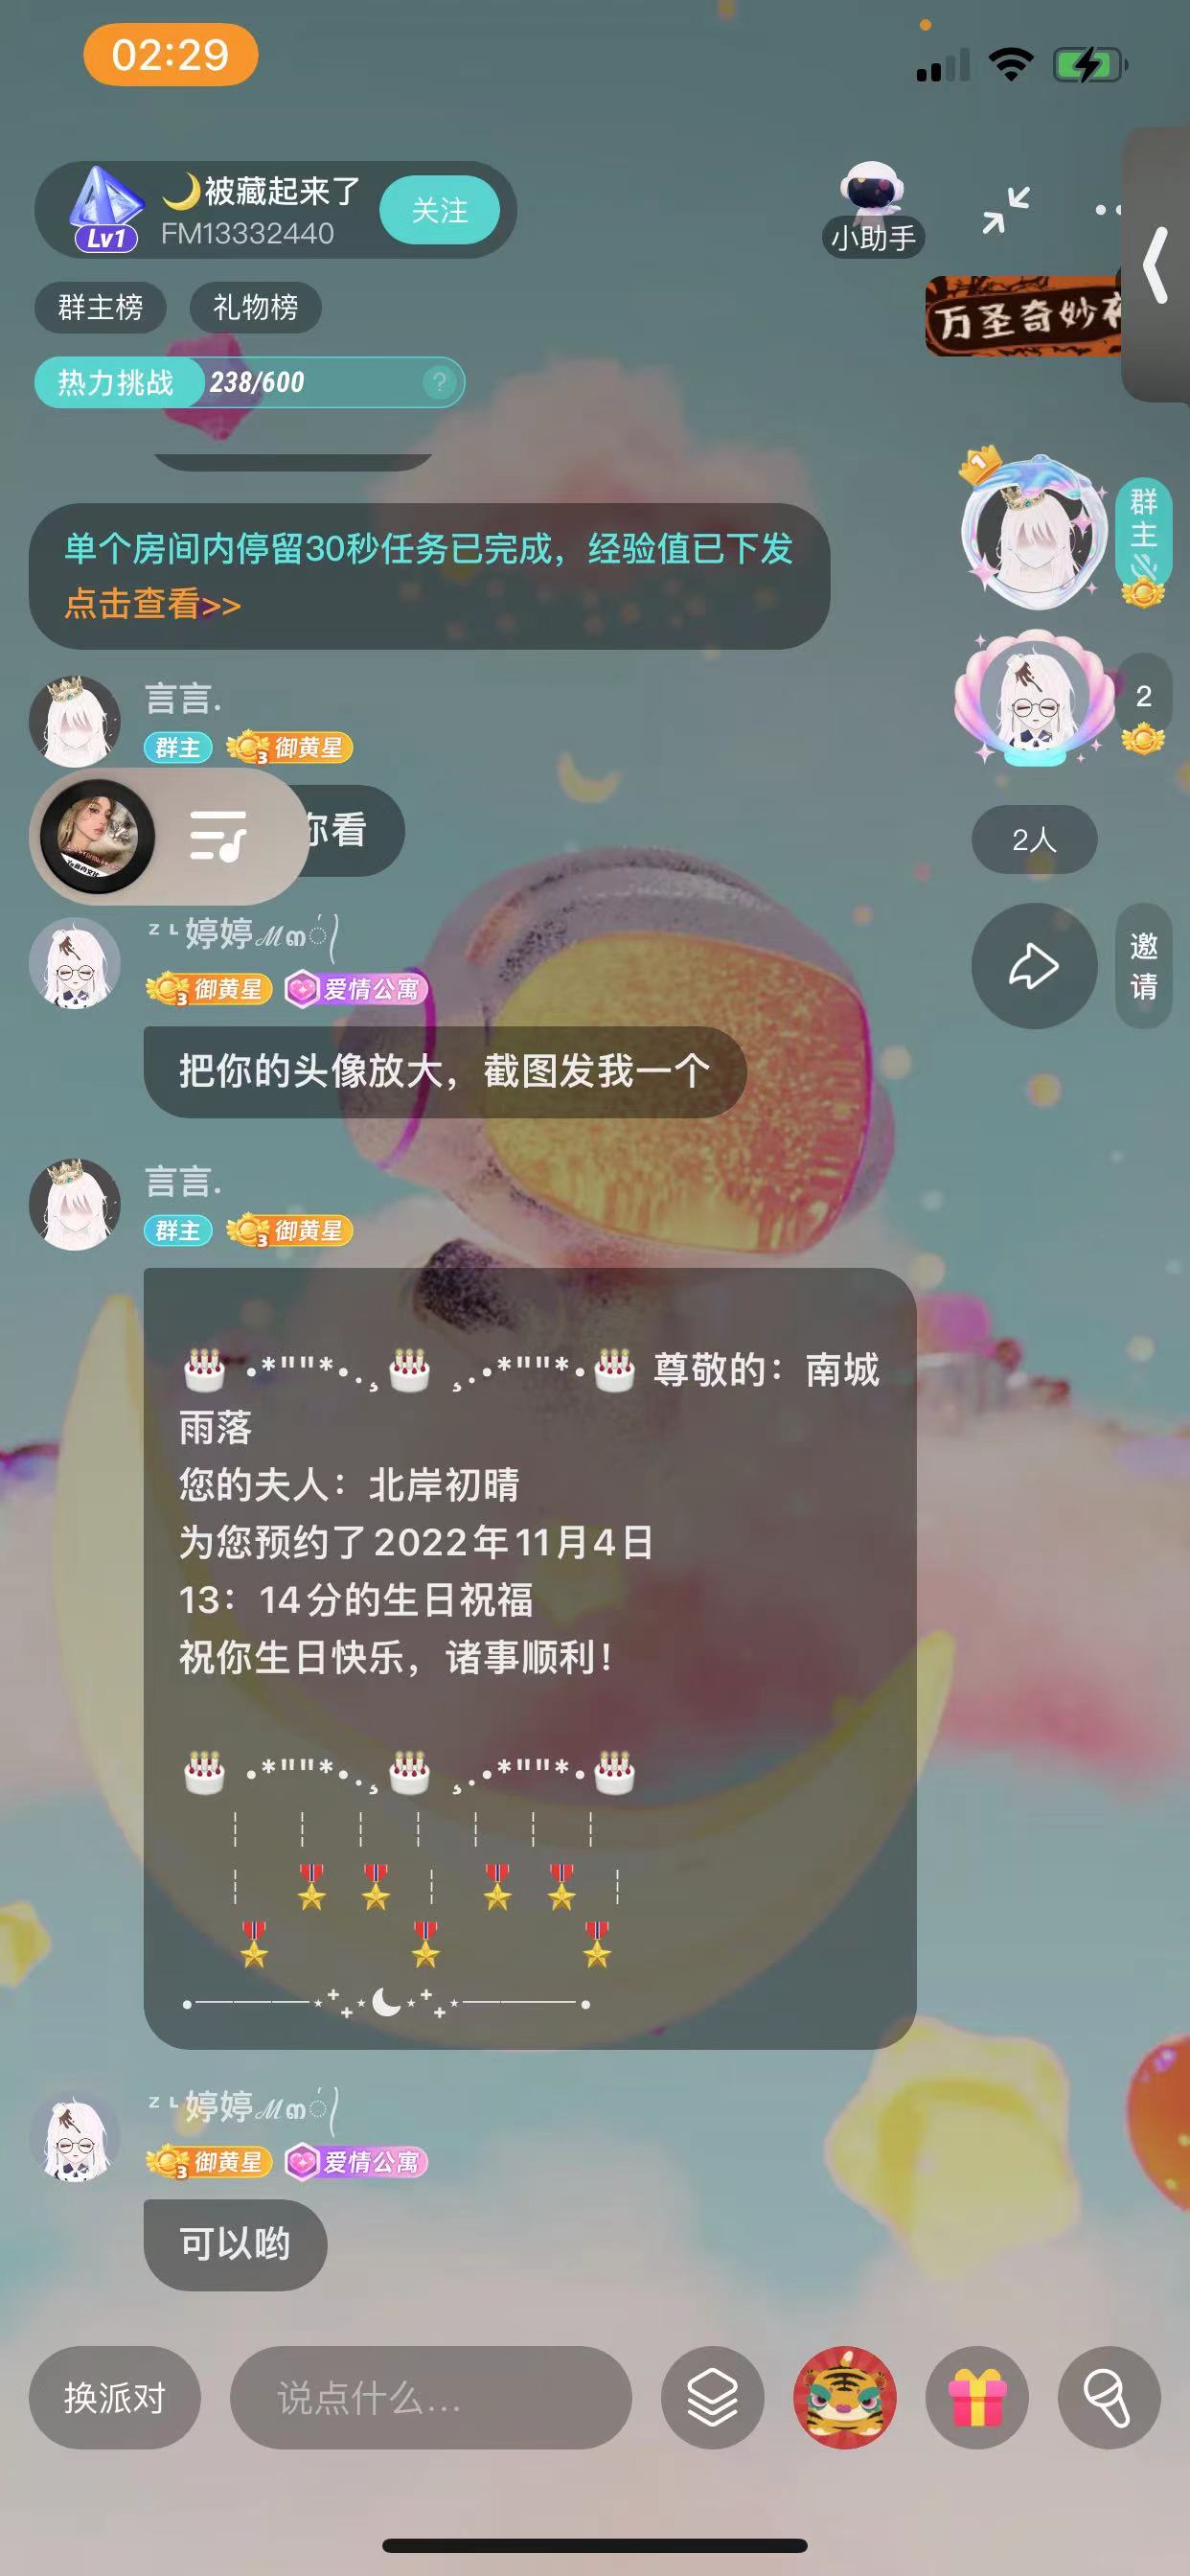 02:29
🌙被藏起来了
FM13332440
Lv1
关注
小助手
群主榜
礼物榜
万圣奇妙
热力挑战 238/600 ?
单个房间内停留30秒任务已完成，经验值已下发
点击查看>>
1
群主
言言.
群主 3 御黄星
你看
2
2人
ᶻ ᴸ婷婷
3 御黄星 爱情公寓
邀请
把你的头像放大，截图发我一个
言言.
群主 3 御黄星
🎂 •*""*•.¸🎂 ¸.•*""*•🎂 尊敬的：南城
雨落
您的夫人：北岸初晴
为您预约了2022年11月4日
13：14分的生日祝福
祝你生日快乐，诸事顺利！
🎂 •*""*•.¸🎂 ¸.•*""*•🎂
┊ ┊ ┊ ┊ ┊ ┊ ┊
┊ 🎖 🎖 ┊ 🎖 🎖 ┊
🎖 🎖 🎖
•————⋆⁺₊⋆☾⋆⁺₊⋆————•
ᶻ ᴸ婷婷
3 御黄星 爱情公寓
可以哟
换派对
说点什么...